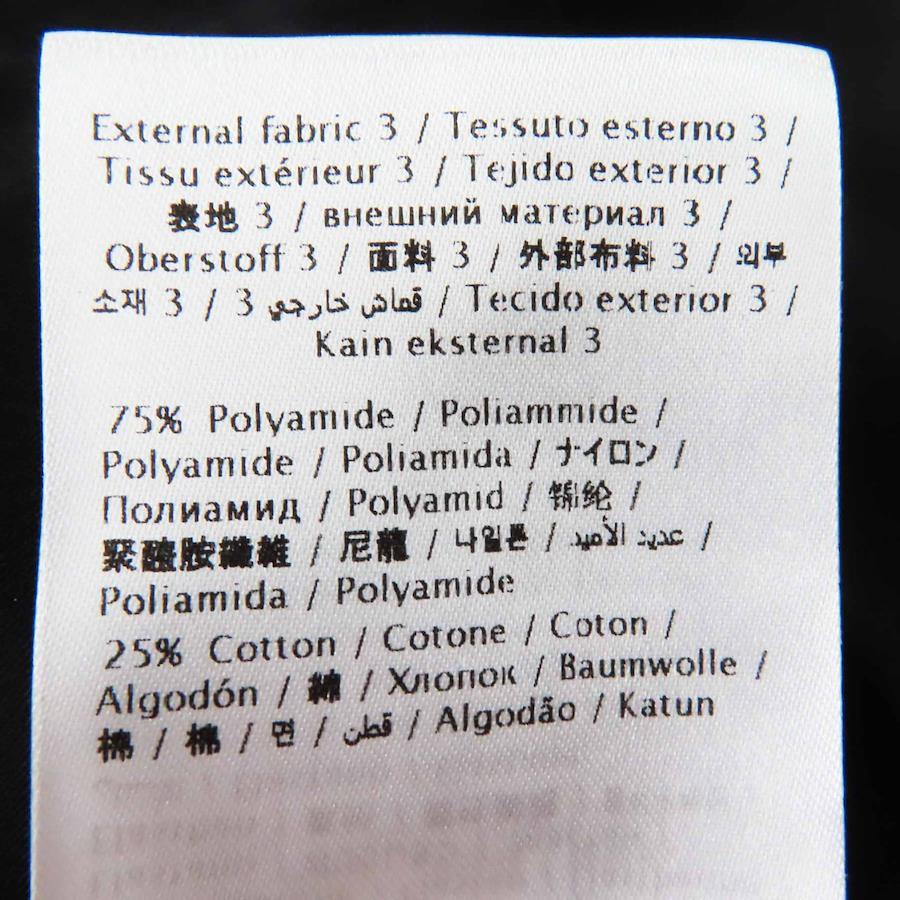 External fabric 3 / Tessuto esterno 3 /
Tissu extérieur 3 / Tejido exterior 3 /
表地 3 / внешний материал 3 /
Oberstoff 3 / 面料 3 / 外部布料 3 / 외부
소재 3 / 3 قماش خارجي / Tecido exterior 3 /
Kain eksternal 3
75% Polyamide / Poliammide /
Polyamide / Poliamida / ナイロン /
Полиамид / Polyamid / 锦纶 /
聚醯胺纖維 / 尼龍 / 나일론 / عديد الأميد /
Poliamida / Polyamide
25% Cotton / Cotone / Coton /
Algodón / 綿 / Хлопок / Baumwolle /
棉 / 棉 / 면 / قطن / Algodão / Katun